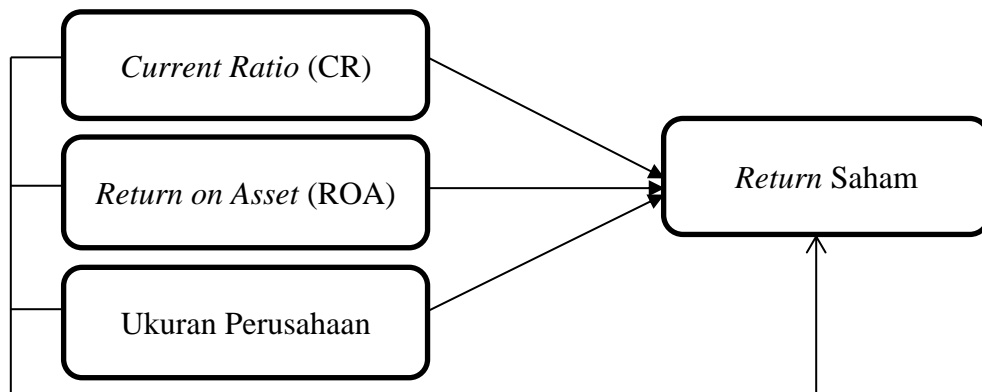 Current Ratio (CR)
Return on Asset (ROA)
Ukuran Perusahaan
Return Saham